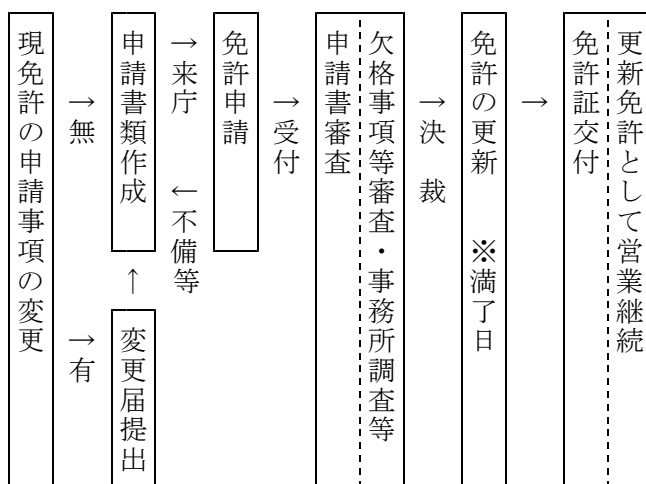 現免許の申請事項の変更
→無
→有
申請書類作成
↑
変更届提出
→来庁
←不備等
免許申請
→受付
申請書審査
欠格事項等審査・事務所調査等
→決　裁
免許の更新　※満了日
→
免許証交付
更新免許として営業継続